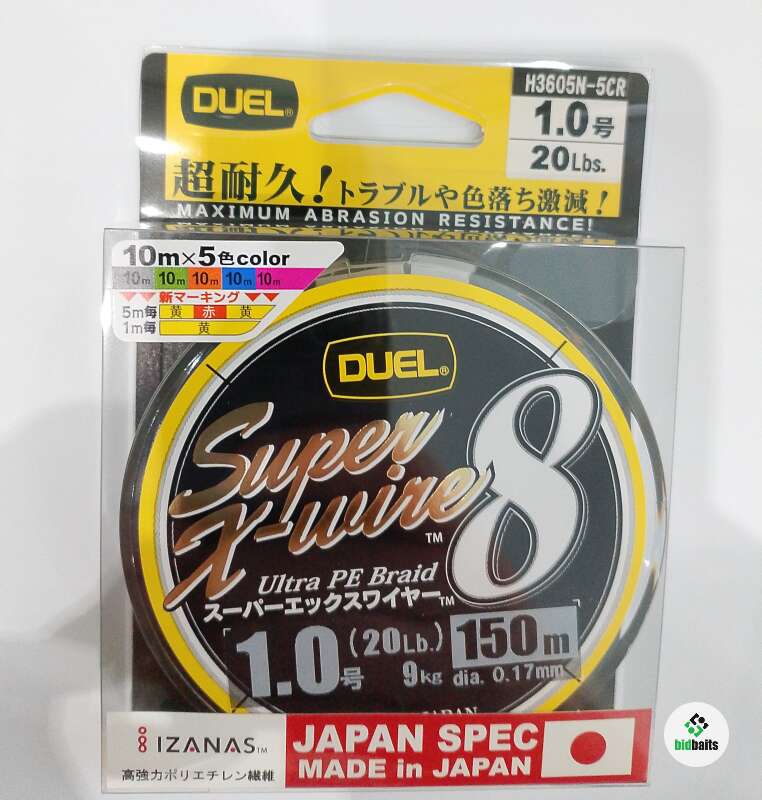 DUEL®
H3605N-5CR
1.0号
20Lbs.
超耐久！トラブルや色落ち激減！
MAXIMUM ABRASION RESISTANCE!
10m×5色color
10m 10m 10m 10m 10m
新マーキング
5m毎 黄 赤 黄
1m毎 黄
DUEL®
Super
X-wire™ 8
Ultra PE Braid
スーパーエックスワイヤー™
1.0号 (20Lb.) 9kg 150m
dia. 0.17mm
JAPAN
IZANAS™
高強力ポリエチレン繊維
JAPAN SPEC
MADE in JAPAN
bidbaits